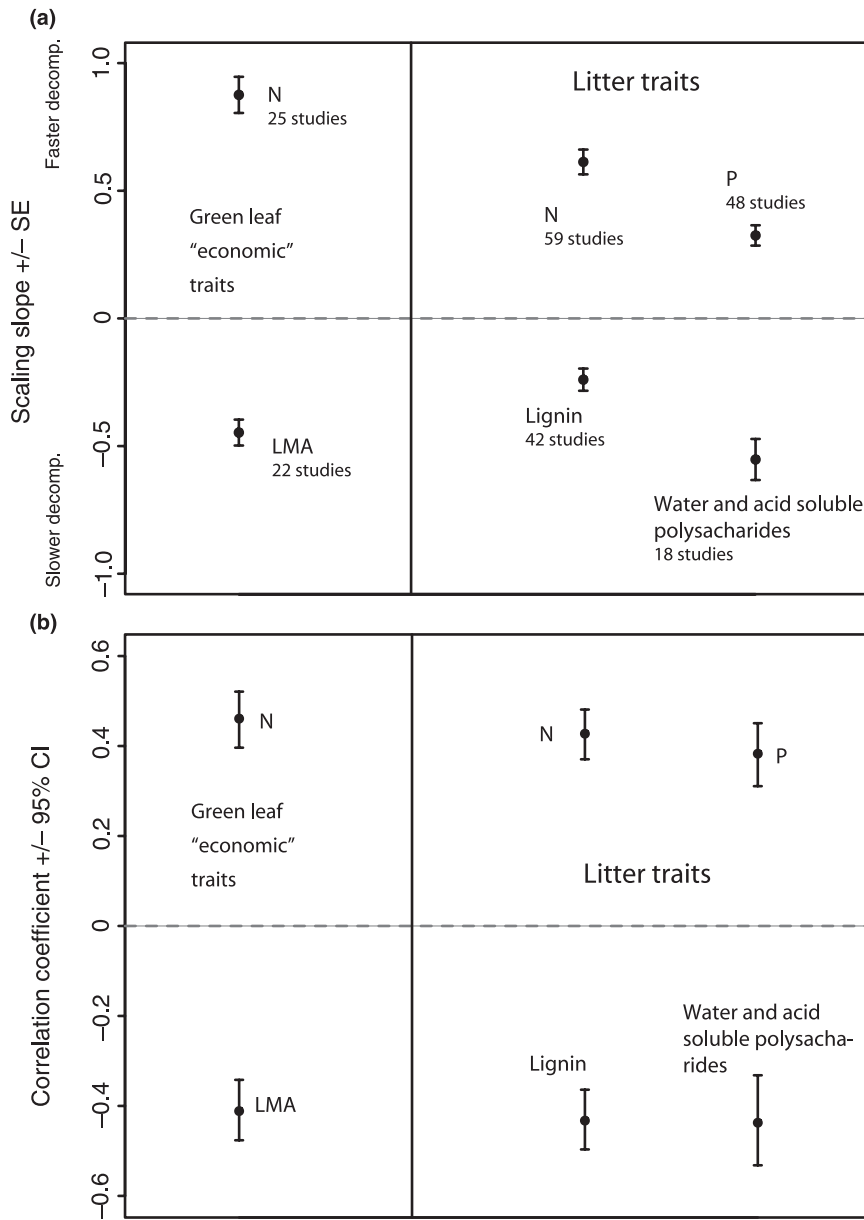 (a)
Scaling slope +/− SE
Faster decomp.
Slower decomp.
1.0
0.5
0
−0.5
−1.0
N
25 studies
Green leaf
“economic”
traits
LMA
22 studies
Litter traits
N
59 studies
P
48 studies
Lignin
42 studies
Water and acid soluble
polysacharides
18 studies
(b)
Correlation coefficient +/− 95% CI
0.6
0.4
0.2
0
−0.2
−0.4
−0.6
N
Green leaf
“economic”
traits
LMA
N
P
Litter traits
Lignin
Water and acid
soluble polysacha-
rides